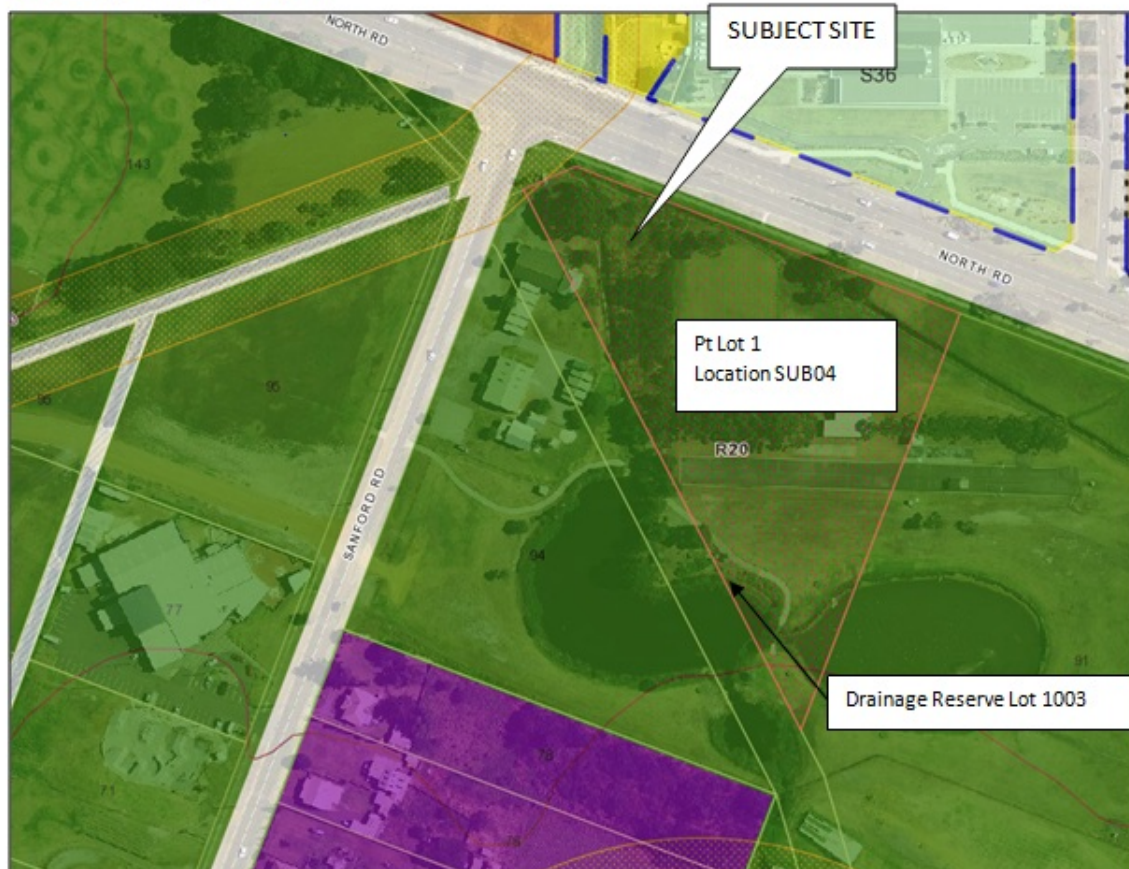 NORTH RD
SUBJECT SITE
S36
143
NORTH RD
Pt Lot 1
Location SUB04
95
R20
SANFORD RD
94
77
91
Drainage Reserve Lot 1003
78
71